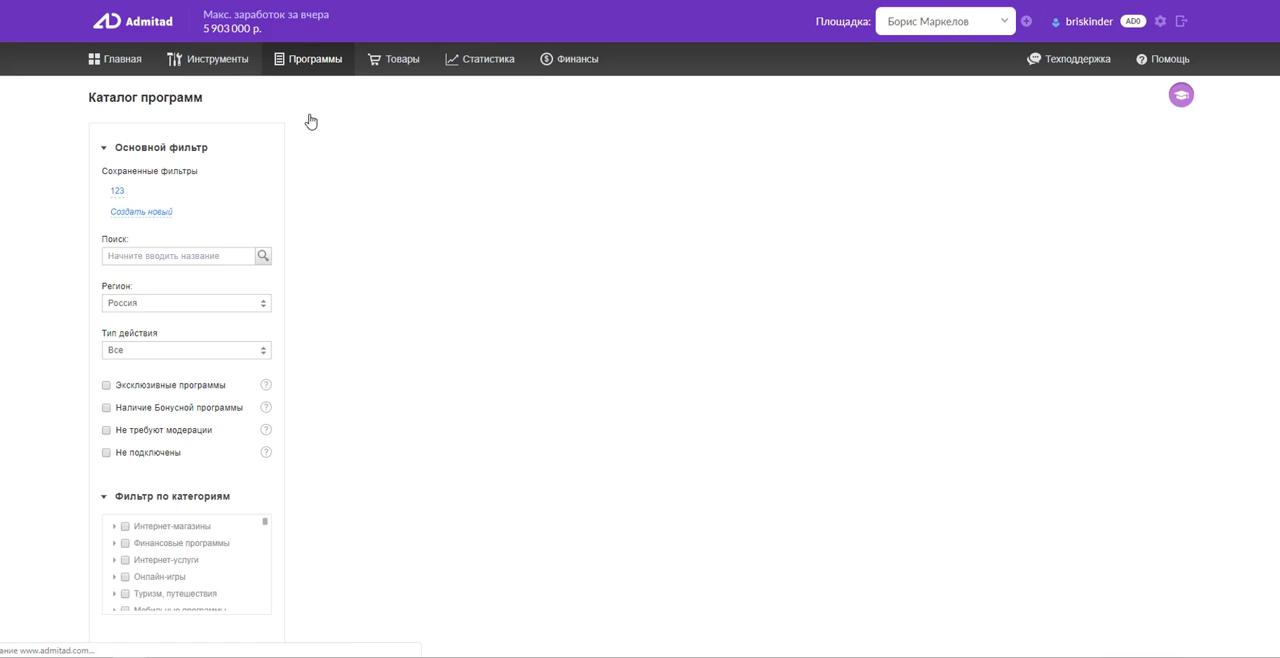 Admitad
Макс. заработок за вчера
5 903 000 р.
Площадка:
Борис Маркелов
briskinder
AD0
Главная
Инструменты
Программы
Товары
Статистика
Финансы
Техподдержка
Помощь
Каталог программ
Основной фильтр
Сохраненные фильтры
123
Создать новый
Поиск:
Начните вводить название
Регион:
Россия
Тип действия
Все
Эксклюзивные программы ?
Наличие Бонусной программы ?
Не требуют модерации ?
Не подключены ?
Фильтр по категориям
Интернет-магазины
Финансовые программы
Интернет-услуги
Онлайн-игры
Туризм, путешествия
Мобильные программы
ание www.admitad.com...